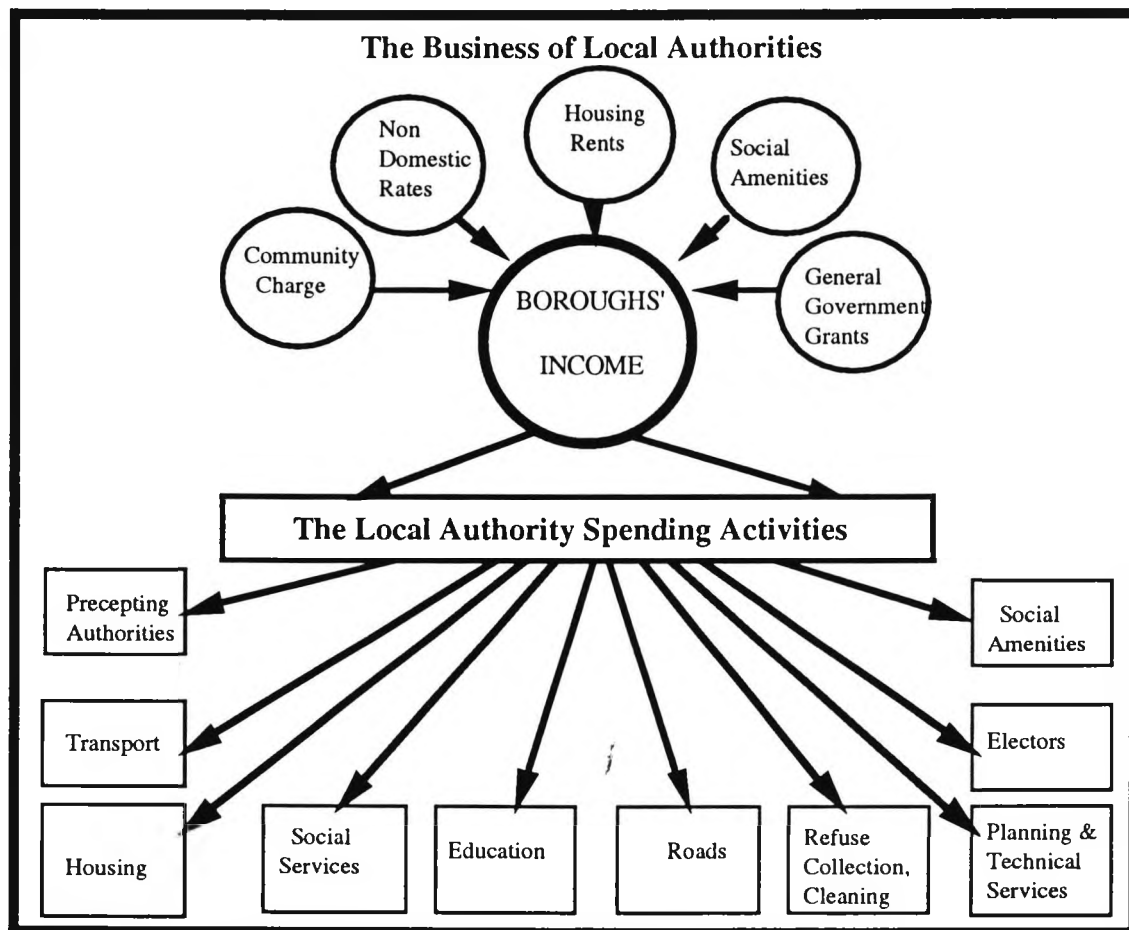 The Business of Local Authorities
Community
Charge
Non
Domestic
Rates
Housing
Rents
Social
Amenities
General
Government
Grants
BOROUGHS'
INCOME
The Local Authority Spending Activities
Precepting
Authorities
Transport
Housing
Social
Services
Education
Roads
Refuse
Collection,
Cleaning
Planning &
Technical
Services
Electors
Social
Amenities